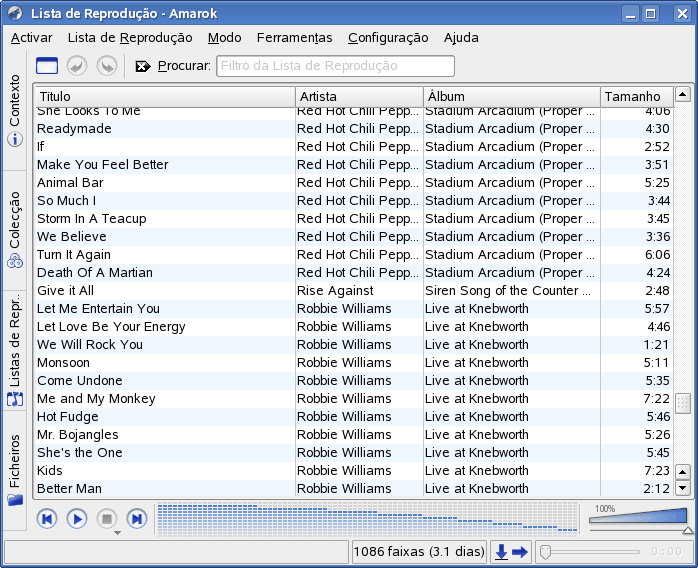 Lista de Reprodução - Amarok
Activar Lista de Reprodução Modo Ferramentas Configuração Ajuda
Procurar: Filtro da Lista de Reprodução
Contexto
Colecção
Listas de Repr..
Ficheiros
Título Artista Álbum Tamanho
She Looks To Me Red Hot Chili Pepp... Stadium Arcadium (Proper ... 4:06
Readymade Red Hot Chili Pepp... Stadium Arcadium (Proper ... 4:30
If Red Hot Chili Pepp... Stadium Arcadium (Proper ... 2:52
Make You Feel Better Red Hot Chili Pepp... Stadium Arcadium (Proper ... 3:51
Animal Bar Red Hot Chili Pepp... Stadium Arcadium (Proper ... 5:25
So Much I Red Hot Chili Pepp... Stadium Arcadium (Proper ... 3:44
Storm In A Teacup Red Hot Chili Pepp... Stadium Arcadium (Proper ... 3:45
We Believe Red Hot Chili Pepp... Stadium Arcadium (Proper ... 3:36
Turn It Again Red Hot Chili Pepp... Stadium Arcadium (Proper ... 6:06
Death Of A Martian Red Hot Chili Pepp... Stadium Arcadium (Proper ... 4:24
Give it All Rise Against Siren Song of the Counter ... 2:48
Let Me Entertain You Robbie Williams Live at Knebworth 5:57
Let Love Be Your Energy Robbie Williams Live at Knebworth 4:46
We Will Rock You Robbie Williams Live at Knebworth 1:21
Monsoon Robbie Williams Live at Knebworth 5:11
Come Undone Robbie Williams Live at Knebworth 5:35
Me and My Monkey Robbie Williams Live at Knebworth 7:22
Hot Fudge Robbie Williams Live at Knebworth 5:46
Mr. Bojangles Robbie Williams Live at Knebworth 5:26
She's the One Robbie Williams Live at Knebworth 5:45
Kids Robbie Williams Live at Knebworth 7:23
Better Man Robbie Williams Live at Knebworth 2:12
100%
1086 faixas (3.1 dias) 0:00